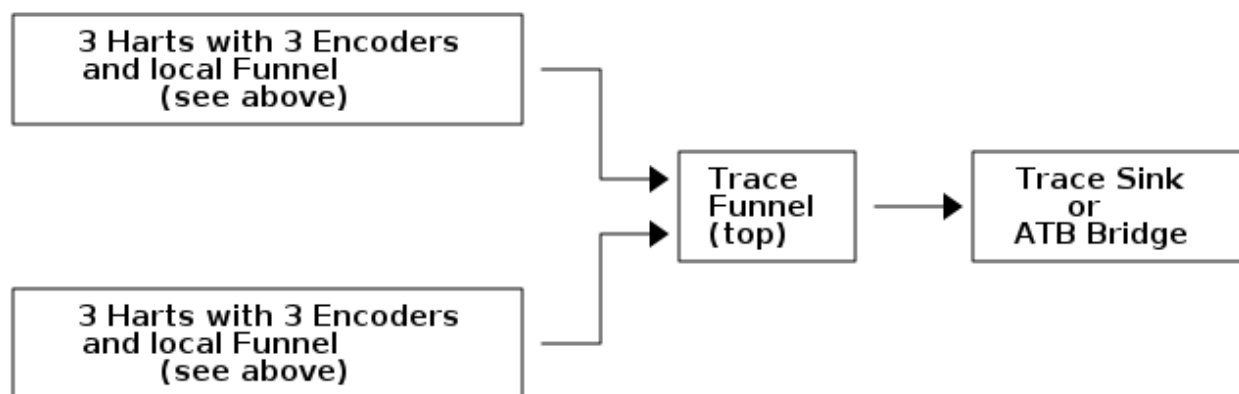 3 Harts with 3 Encoders
and local Funnel
(see above)
Trace
Funnel
(top)
Trace Sink
or
ATB Bridge
3 Harts with 3 Encoders
and local Funnel
(see above)